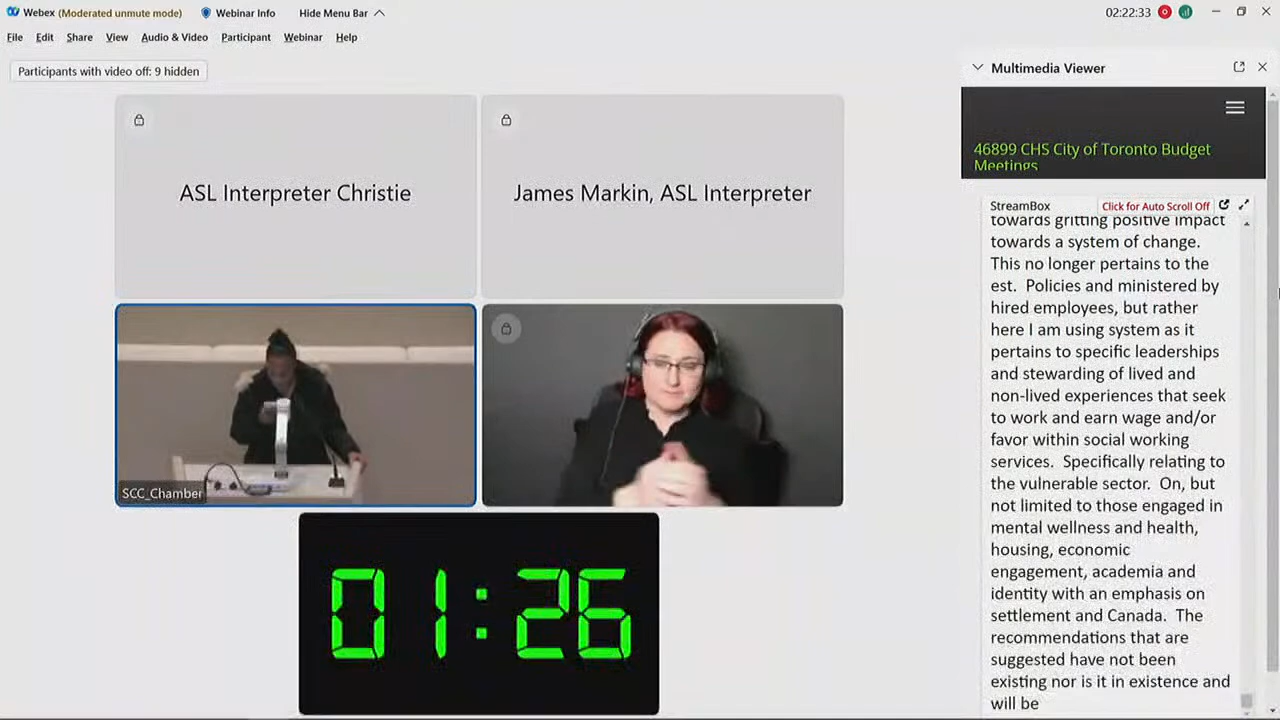 Webex (Moderated unmute mode) Webinar Info Hide Menu Bar 02:22:33
File Edit Share View Audio & Video Participant Webinar Help
Participants with video off: 9 hidden
ASL Interpreter Christie
James Markin, ASL Interpreter
SCC_Chamber
01:26
Multimedia Viewer
46899 CHS City of Toronto Budget
Meetings
StreamBox Click for Auto Scroll Off
towards gritting positive impact
towards a system of change.
This no longer pertains to the
est. Policies and ministered by
hired employees, but rather
here I am using system as it
pertains to specific leaderships
and stewarding of lived and
non-lived experiences that seek
to work and earn wage and/or
favor within social working
services. Specifically relating to
the vulnerable sector. On, but
not limited to those engaged in
mental wellness and health,
housing, economic
engagement, academia and
identity with an emphasis on
settlement and Canada. The
recommendations that are
suggested have not been
existing nor is it in existence and
will be